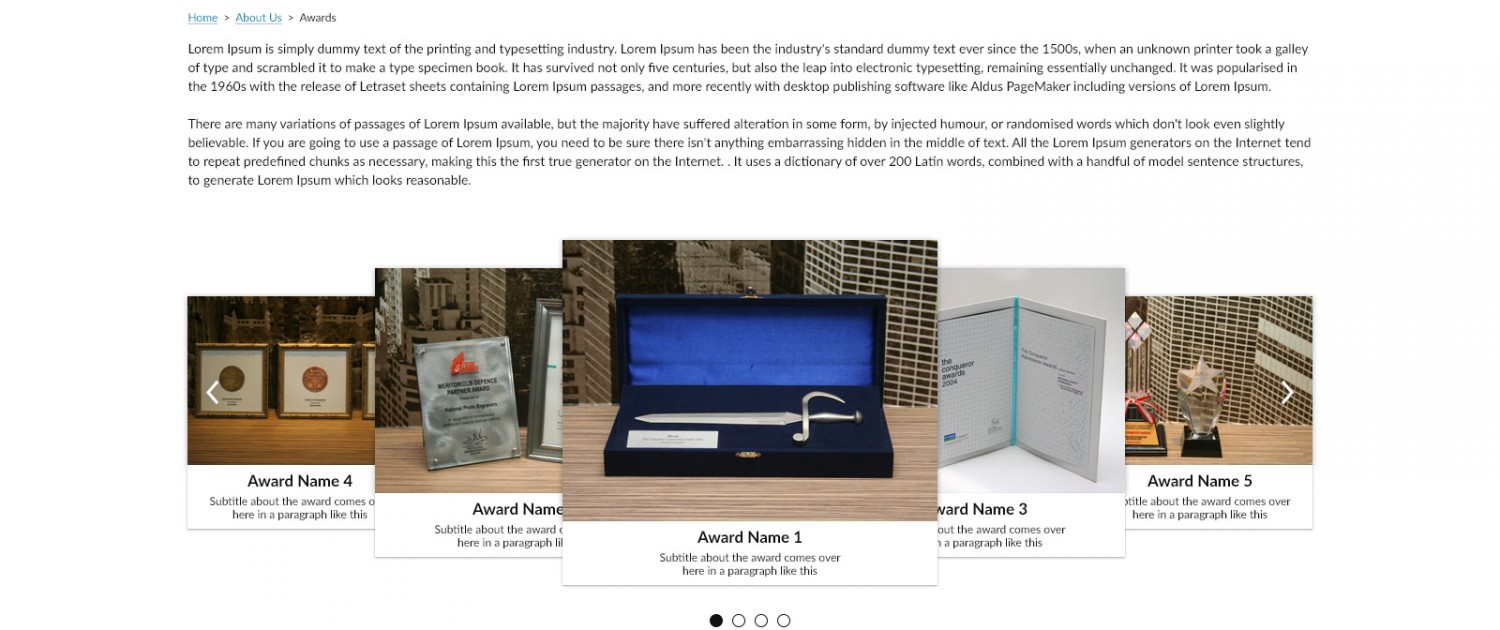 Home > About Us > Awards
Lorem Ipsum is simply dummy text of the printing and typesetting industry. Lorem Ipsum has been the industry's standard dummy text ever since the 1500s, when an unknown printer took a galley
of type and scrambled it to make a type specimen book. It has survived not only five centuries, but also the leap into electronic typesetting, remaining essentially unchanged. It was popularised in
the 1960s with the release of Letraset sheets containing Lorem Ipsum passages, and more recently with desktop publishing software like Aldus PageMaker including versions of Lorem Ipsum.
There are many variations of passages of Lorem Ipsum available, but the majority have suffered alteration in some form, by injected humour, or randomised words which don't look even slightly
believable. If you are going to use a passage of Lorem Ipsum, you need to be sure there isn't anything embarrassing hidden in the middle of text. All the Lorem Ipsum generators on the Internet tend
to repeat predefined chunks as necessary, making this the first true generator on the Internet. . It uses a dictionary of over 200 Latin words, combined with a handful of model sentence structures,
to generate Lorem Ipsum which looks reasonable.
Award Name 4
Subtitle about the award comes o
here in a paragraph like this
MERITORIOUS DEFENCE
PARTNER AWARD
National Photo Engravers
Award Name
Subtitle about the award c
here in a paragraph li
Award Name 1
Subtitle about the award comes over
here in a paragraph like this
the
conqueror
awards
2004
ward Name 3
out the award comes over
a paragraph like this
Award Name 5
btitle about the award comes over
here in a paragraph like this